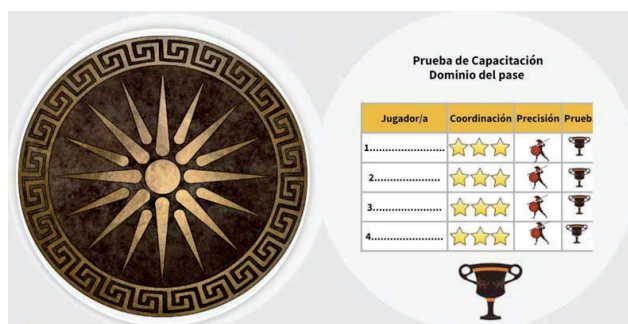 Prueba de Capacitación
Dominio del pase
Jugador/a Coordinación Precisión Prueb
1.......................
2.....................
3......................
4.......................